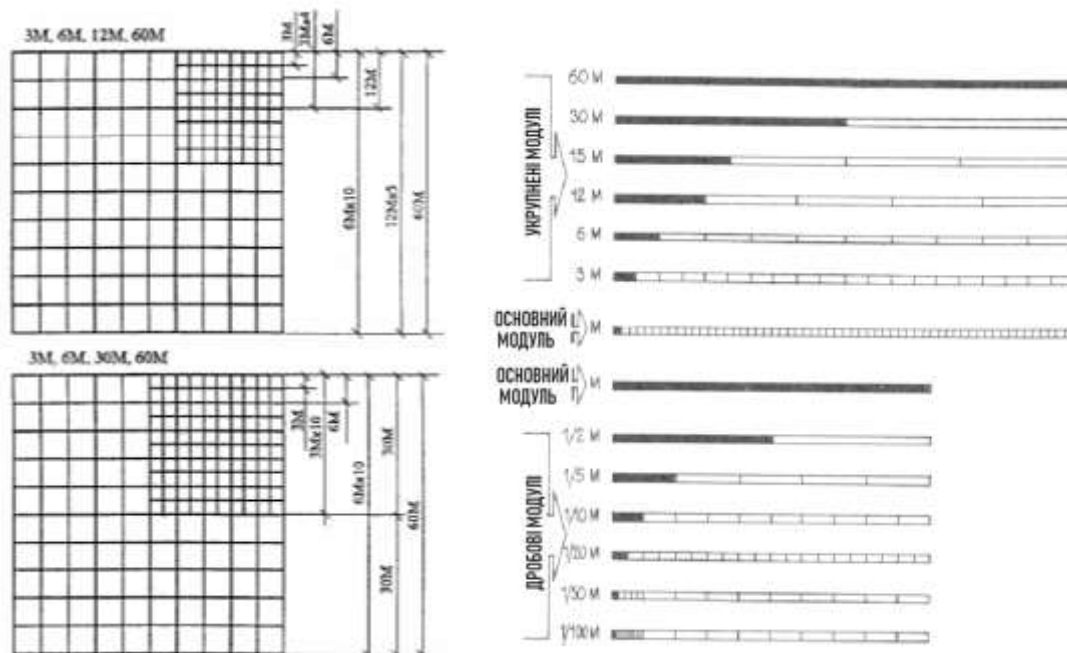 3М, 6М, 12М, 60М
3М
3Мх4
6М
12М
6Мх10
12Мх5
60М
3М, 6М, 30М, 60М
3М
3Мх10
6М
6Мх10
30М
30М
60М
УКРУПНЕНІ МОДУЛІ
60 М
30 М
15 М
12 М
6 М
3 М
ОСНОВНИЙ
МОДУЛЬ
М
ОСНОВНИЙ
МОДУЛЬ
М
ДРОБОВІ МОДУЛІ
1/2 М
1/5 М
1/10 М
1/20 М
1/50 М
1/100 М